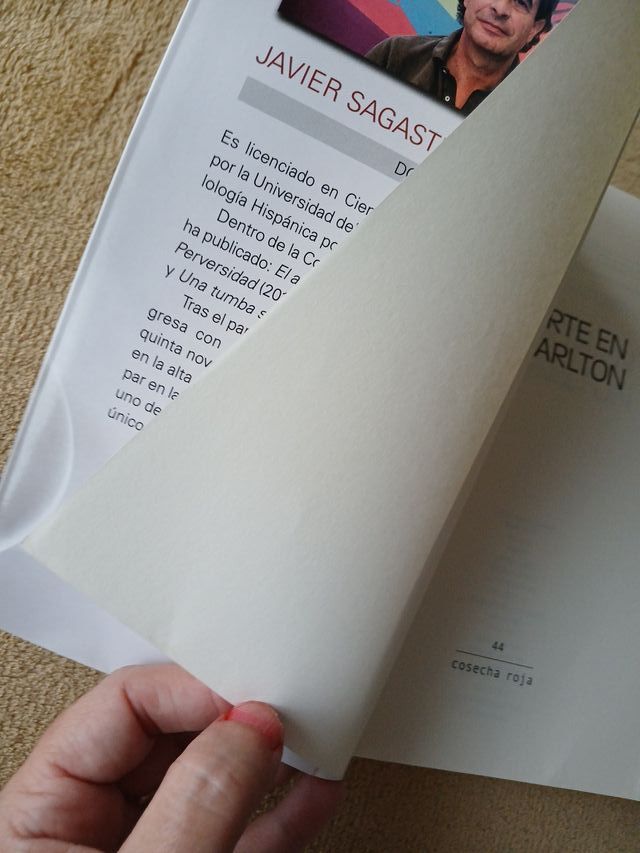 JAVIER SAGAST
Es licenciado en Cien
por la Universidad de
lología Hispánica po
Dentro de la Co
ha publicado: El a
Perversidad (20
y Una tumba s
Tras el par
gresa con
quinta nov
en la alta
par en la
uno de
único
RTE EN
ARLTON
44
cosecha roja